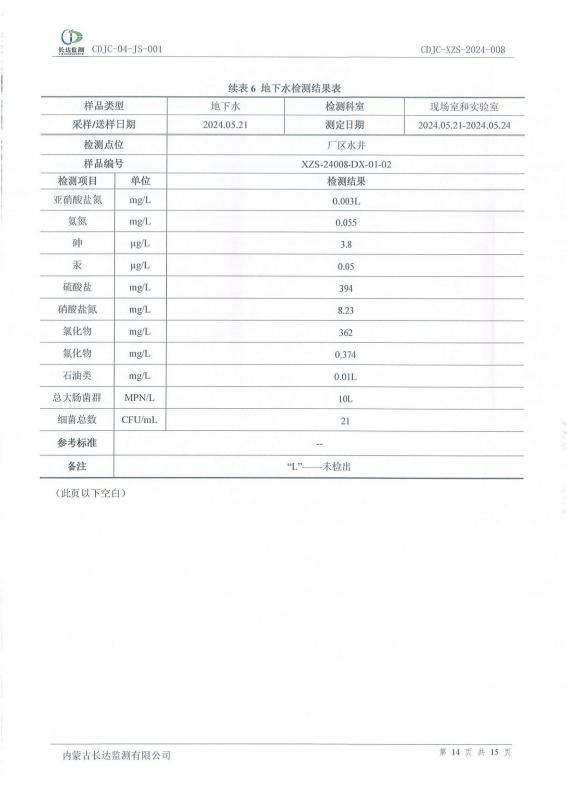 长达监测 CDJC-04-JS-001 CDJC-XZS-2024-008
续表 6 地下水检测结果表
样品类型 地下水 检测科室 现场室和实验室
采样/送样日期 2024.05.21 测定日期 2024.05.21-2024.05.24
检测点位 厂区水井
样品编号 XZS-24008-DX-01-02
检测项目 单位 检测结果
亚硝酸盐氮 mg/L 0.003L
氨氮 mg/L 0.055
砷 μg/L 3.8
汞 μg/L 0.05
硫酸盐 mg/L 394
硝酸盐氮 mg/L 8.23
氯化物 mg/L 362
氟化物 mg/L 0.374
石油类 mg/L 0.01L
总大肠菌群 MPN/L 10L
细菌总数 CFU/mL 21
参考标准 --
备注 “L”——未检出
（此页以下空白）
内蒙古长达监测有限公司 第 14 页 共 15 页